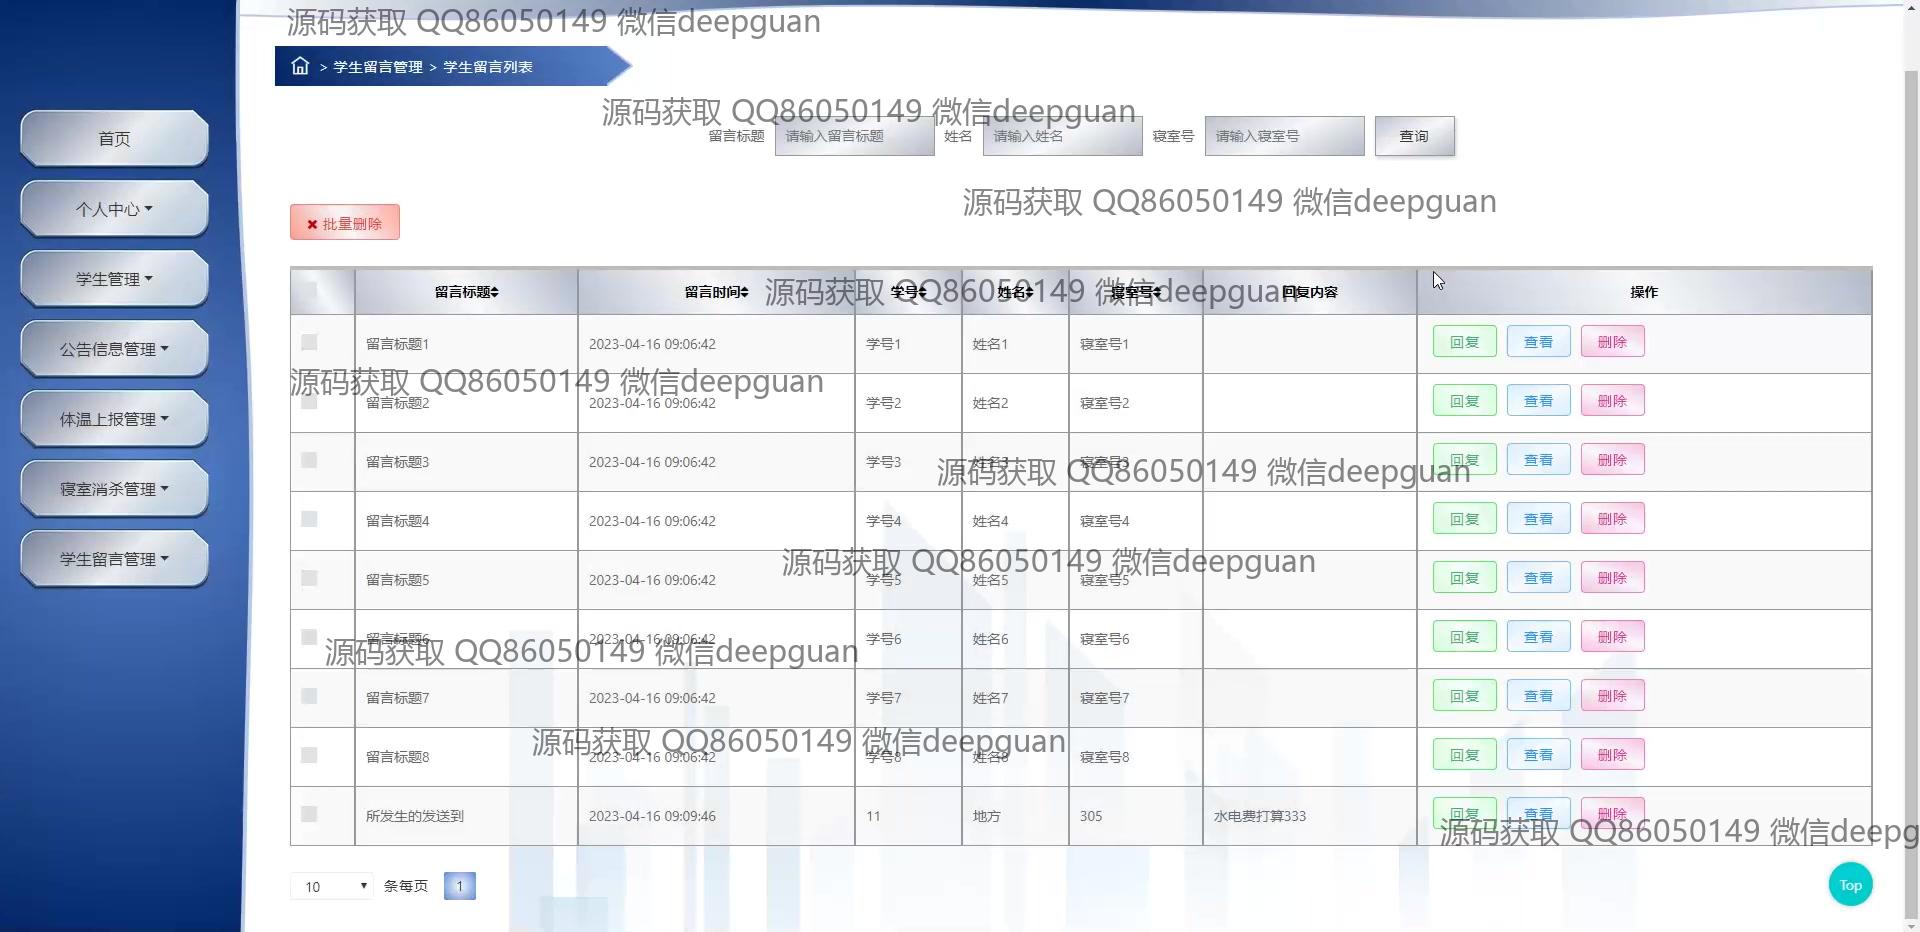 源码获取 QQ86050149 微信deepguan
> 学生留言管理 > 学生留言列表
源码获取 QQ86050149 微信deepguan
留言标题 请输入留言标题 姓名 请输入姓名 寝室号 请输入寝室号 查询
首页
个人中心
学生管理
公告信息管理
体温上报管理
寝室消杀管理
学生留言管理
源码获取 QQ86050149 微信deepguan
批量删除
留言标题 留言时间 学号 姓名 寝室号 回复内容 操作
源码获取 QQ86050149 微信deepguan
留言标题1 2023-04-16 09:06:42 学号1 姓名1 寝室号1 回复 查看 删除
源码获取 QQ86050149 微信deepguan
留言标题2 2023-04-16 09:06:42 学号2 姓名2 寝室号2 回复 查看 删除
留言标题3 2023-04-16 09:06:42 学号3 姓名3 寝室号3 回复 查看 删除
源码获取 QQ86050149 微信deepguan
留言标题4 2023-04-16 09:06:42 学号4 姓名4 寝室号4 回复 查看 删除
源码获取 QQ86050149 微信deepguan
留言标题5 2023-04-16 09:06:42 学号5 姓名5 寝室号5 回复 查看 删除
留言标题6 2023-04-16 09:06:42 学号6 姓名6 寝室号6 回复 查看 删除
源码获取 QQ86050149 微信deepguan
留言标题7 2023-04-16 09:06:42 学号7 姓名7 寝室号7 回复 查看 删除
源码获取 QQ86050149 微信deepguan
留言标题8 2023-04-16 09:06:42 学号8 姓名8 寝室号8 回复 查看 删除
所发生的发送到 2023-04-16 09:09:46 11 地方 305 水电费打算333 回复 查看 删除
源码获取 QQ86050149 微信deepg
10 条每页 1
Top